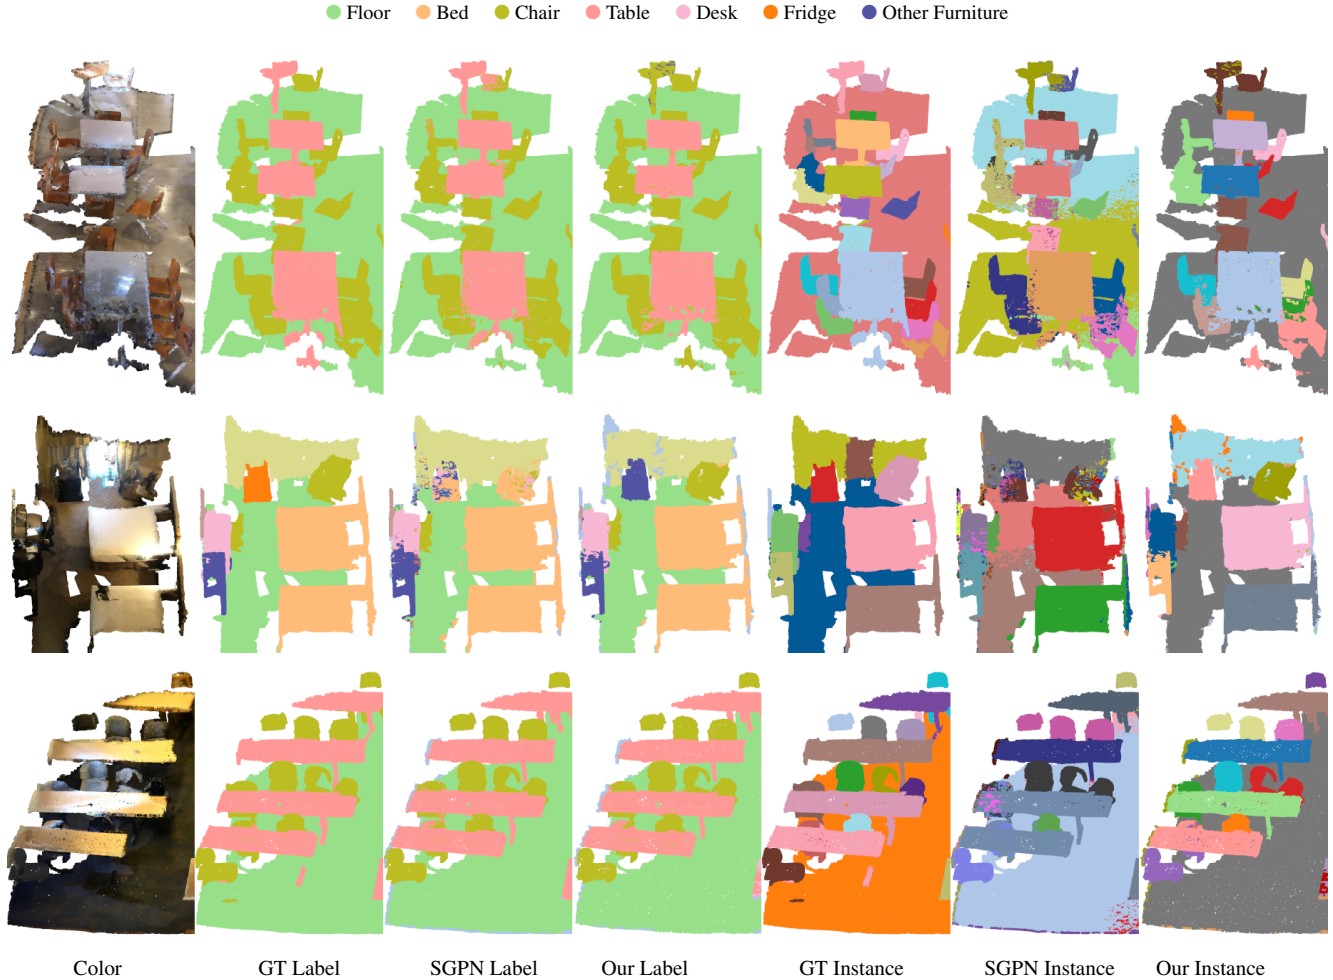 Floor Bed Chair Table Desk Fridge Other Furniture
Color GT Label SGPN Label Our Label GT Instance SGPN Instance Our Instance